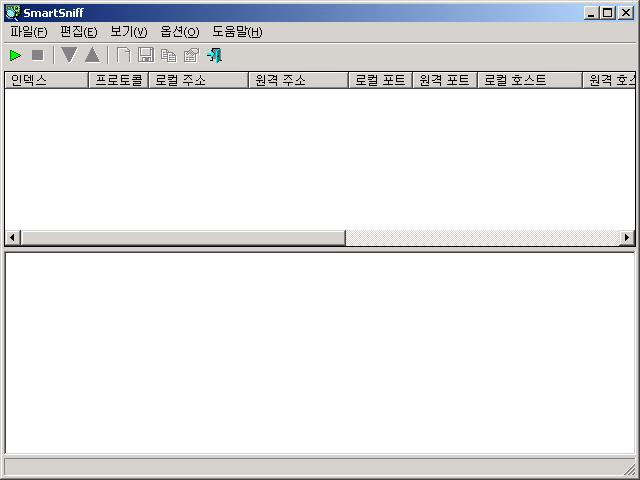 SmartSniff
파일(F) 편집(E) 보기(V) 옵션(O) 도움말(H)
인덱스 프로토콜 로컬 주소 원격 주소 로컬 포트 원격 포트 로컬 호스트 원격 호스